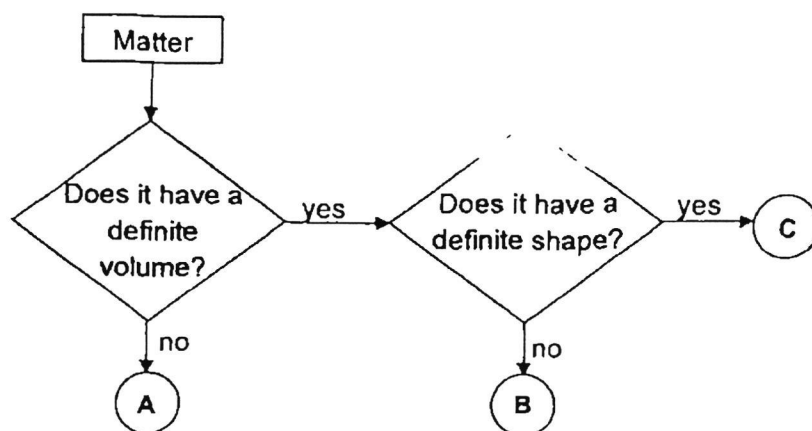 Matter
Does it have a
definite
volume?
yes
Does it have a
definite shape?
yes
C
no
A
no
B